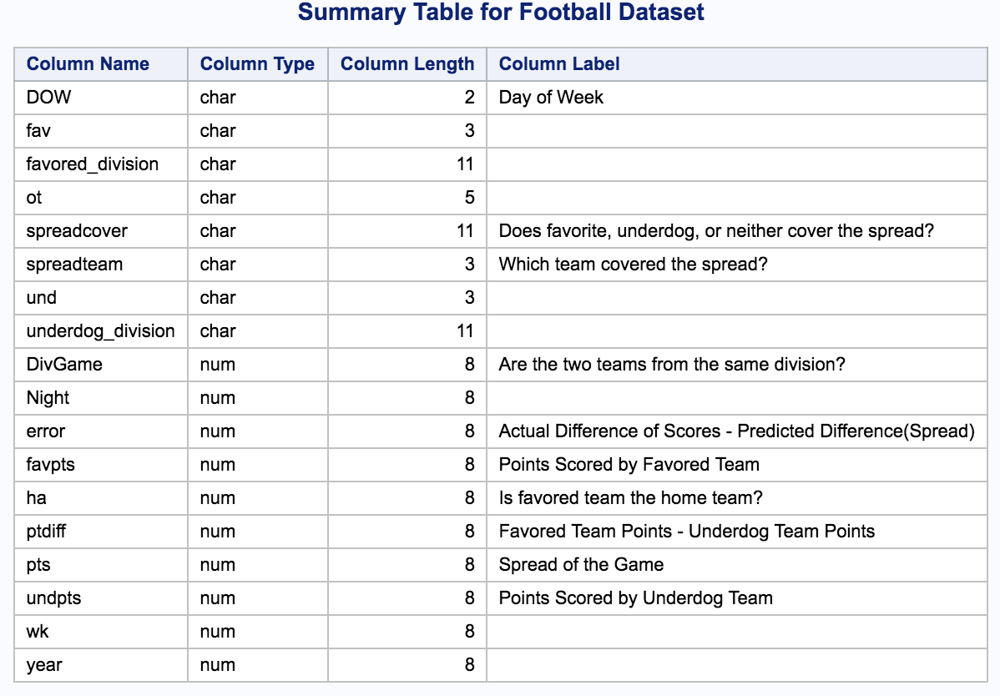 Summary Table for Football Dataset
Column Name Column Type Column Length Column Label
DOW char 2 Day of Week
fav char 3
favored_division char 11
ot char 5
spreadcover char 11 Does favorite, underdog, or neither cover the spread?
spreadteam char 3 Which team covered the spread?
und char 3
underdog_division char 11
DivGame num 8 Are the two teams from the same division?
Night num 8
error num 8 Actual Difference of Scores - Predicted Difference(Spread)
favpts num 8 Points Scored by Favored Team
ha num 8 Is favored team the home team?
ptdiff num 8 Favored Team Points - Underdog Team Points
pts num 8 Spread of the Game
undpts num 8 Points Scored by Underdog Team
wk num 8
year num 8